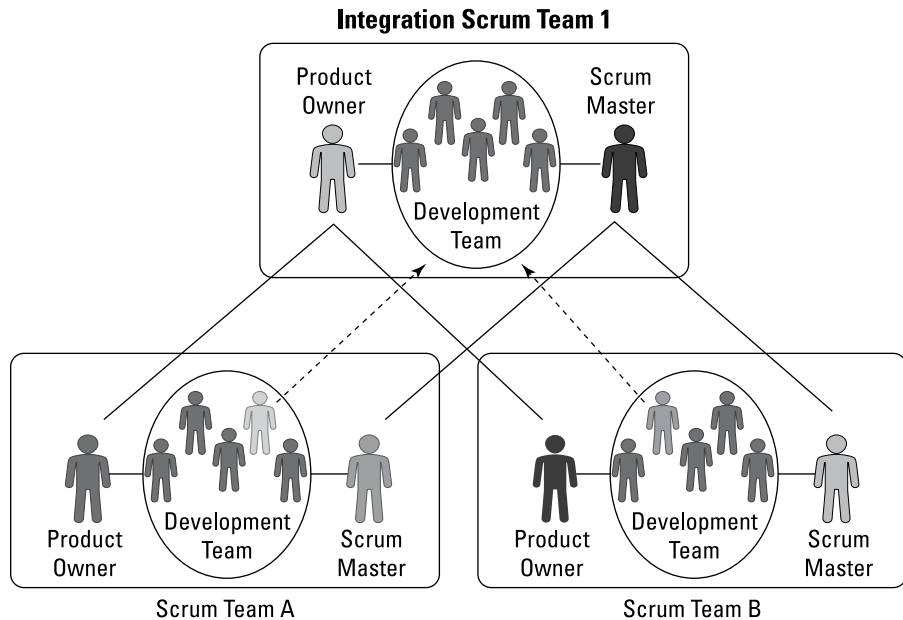 Integration Scrum Team 1
Product
Owner
Scrum
Master
Development
Team
Product
Owner
Development
Team
Scrum
Master
Scrum Team A
Product
Owner
Development
Team
Scrum
Master
Scrum Team B